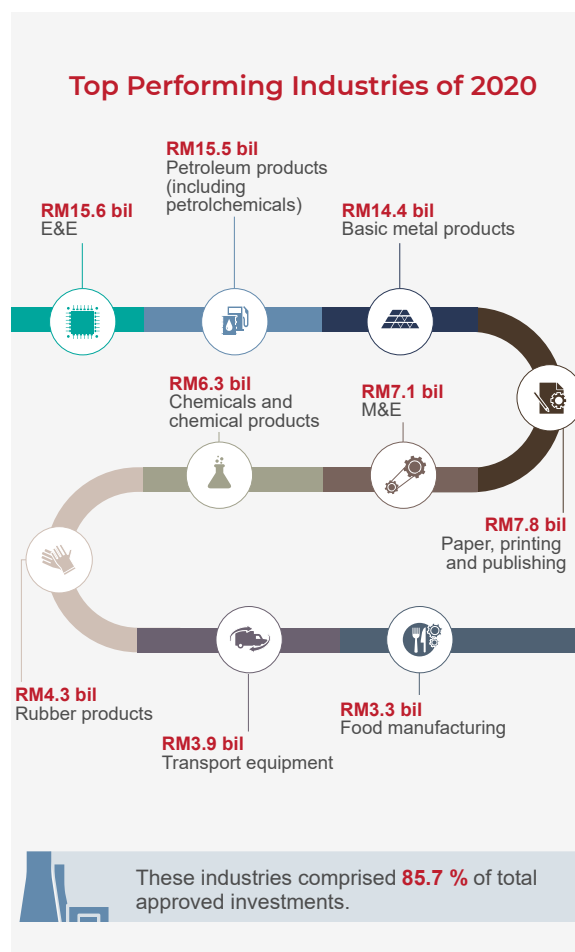 Top Performing Industries of 2020
RM15.6 bil
E&E
RM15.5 bil
Petroleum products
(including
petrolchemicals)
RM14.4 bil
Basic metal products
RM7.8 bil
Paper, printing
and publishing
RM7.1 bil
M&E
RM6.3 bil
Chemicals and
chemical products
RM4.3 bil
Rubber products
RM3.9 bil
Transport equipment
RM3.3 bil
Food manufacturing
These industries comprised 85.7 % of total
approved investments.